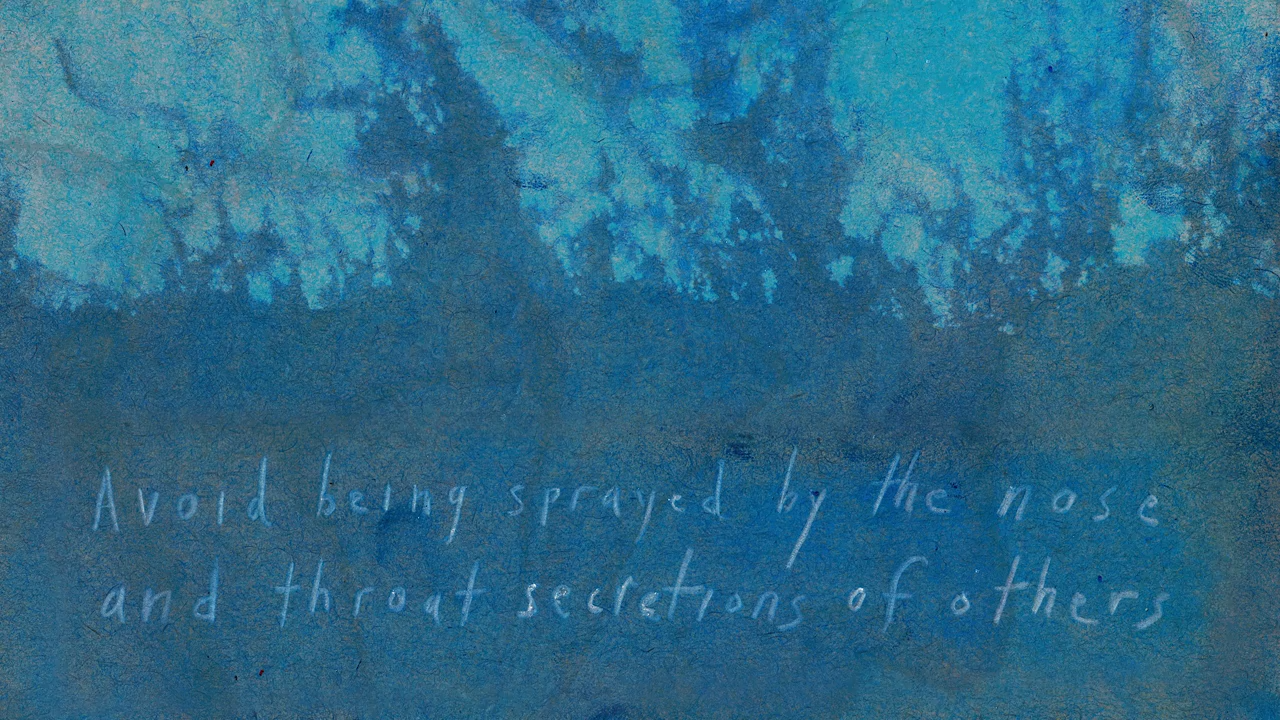 Avoid being sprayed by the nose
and throat secretions of others